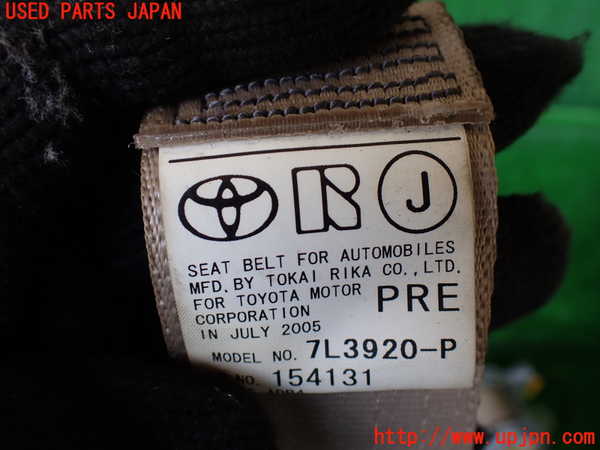 USED PARTS JAPAN
R J
SEAT BELT FOR AUTOMOBILES
MFD. BY TOKAI RIKA CO., LTD.
FOR TOYOTA MOTOR
CORPORATION PRE
IN JULY 2005
MODEL NO. 7L3920-P
NO. 154131
http://www.upjpn.com/